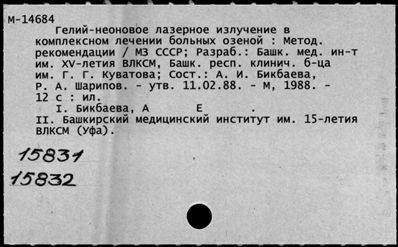 М-14684
Гелий-неоновое лазерное излучение в
комплексном лечении больных озеной : Метод.
рекомендации / МЗ СССР; Разраб.: Башк. мед. ин-т
им. XV-летия ВЛКСМ, Башк. респ. клинич. б-ца
им. Г. Г. Куватова; Сост.: А. И. Бикбаева,
Р. А. Шарипов. - утв. 11.02.88. - М, 1988. -
12 с : ил.
I. Бикбаева, А Е .
II. Башкирский медицинский институт им. 15-летия
ВЛКСМ (Уфа).
15831
15832